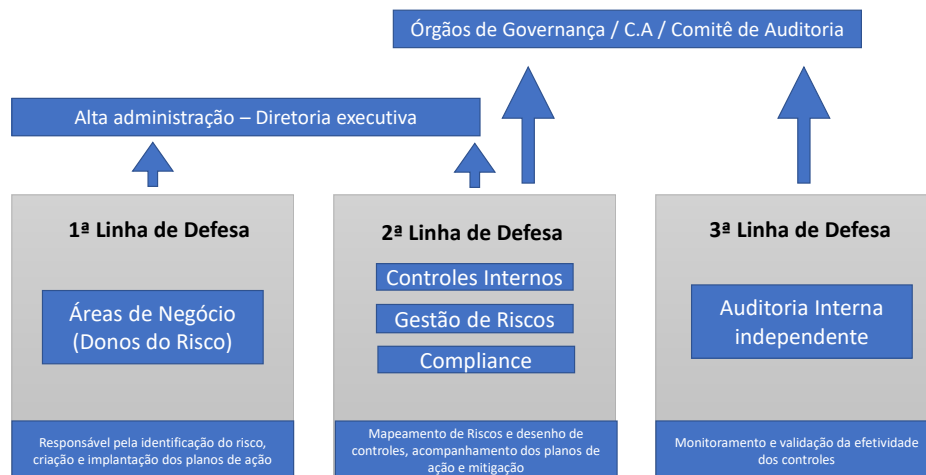 Órgãos de Governança / C.A / Comitê de Auditoria
Alta administração – Diretoria executiva
1ª Linha de Defesa
Áreas de Negócio
(Donos do Risco)
Responsável pela identificação do risco,
criação e implantação dos planos de ação
2ª Linha de Defesa
Controles Internos
Gestão de Riscos
Compliance
Mapeamento de Riscos e desenho de
controles, acompanhamento dos planos de
ação e mitigação
3ª Linha de Defesa
Auditoria Interna
independente
Monitoramento e validação da efetividade
dos controles